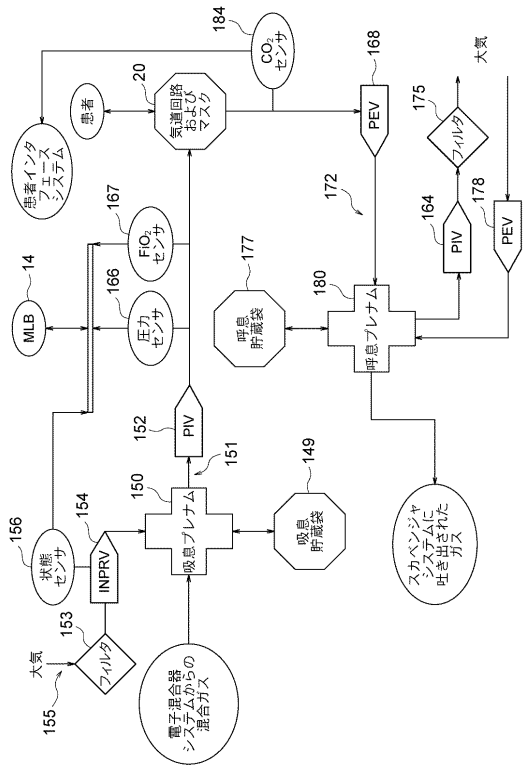 184
CO₂
センサ
患者
20
気道回路
および
マスク
168
PEV
大気
175
フィルタ
患者インタ
フェース
システム
167
FiO₂
センサ
172
164
PIV
178
PEV
14
MLB
166
圧力
センサ
177
呼息
貯蔵袋
180
呼息プレナム
152
PIV
151
156
状態
センサ
154
INPRV
150
吸息プレナム
149
吸息
貯蔵袋
スカベンジャ
システムに
吐き出された
ガス
153
フィルタ
大気
155
電子混合器
システムからの
混合ガス